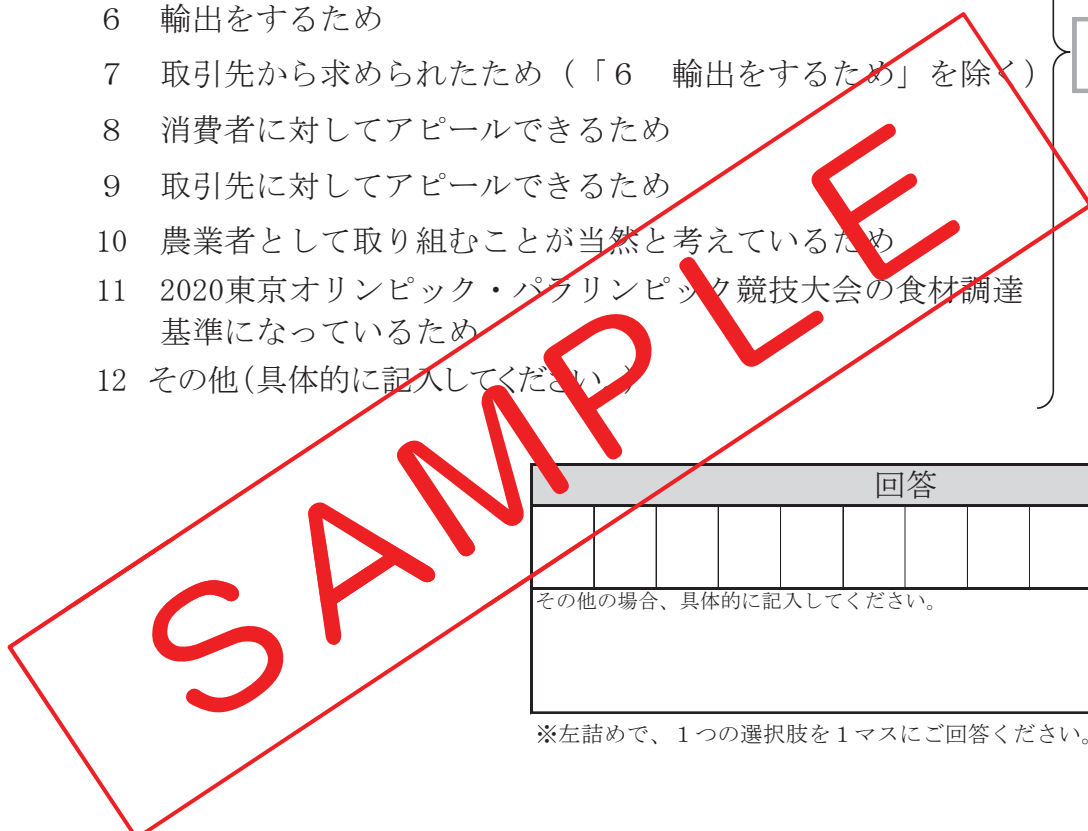 6 輸出をするため
7 取引先から求められたため(「6 輸出をするため」を除く)
8 消費者に対してアピールできるため
9 取引先に対してアピールできるため
10 農業者として取り組むことが当然と考えているため
11 2020東京オリンピック・パラリンピック競技大会の食材調達
基準になっているため
12 その他(具体的に記入してください。)
SAMPLE
回答
その他の場合、具体的に記入してください。
※左詰めで、1つの選択肢を1マスにご回答ください。